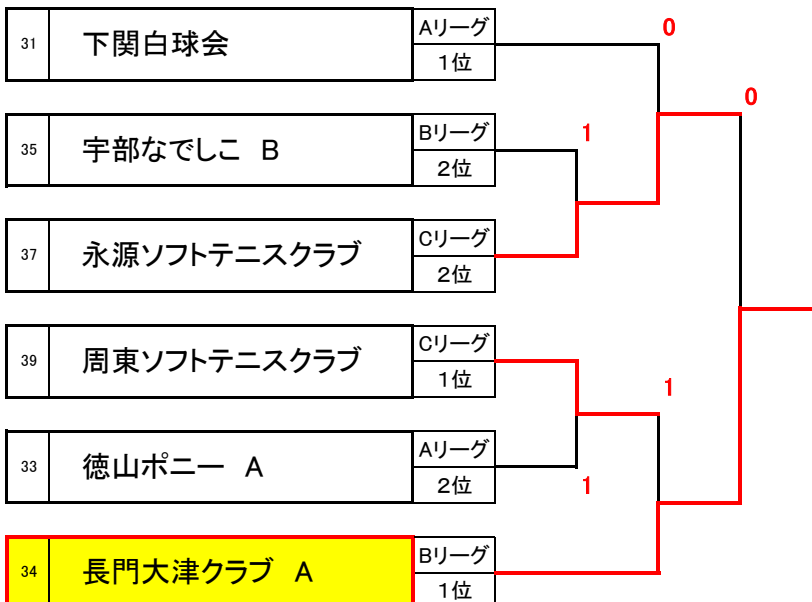 31 下関白球会 Aリーグ 0
1位
0
35 宇部なでしこ B Bリーグ 1
2位
37 永源ソフトテニスクラブ Cリーグ
2位
39 周東ソフトテニスクラブ Cリーグ
1位 1
33 徳山ポニー A Aリーグ
2位 1
34 長門大津クラブ A Bリーグ
1位